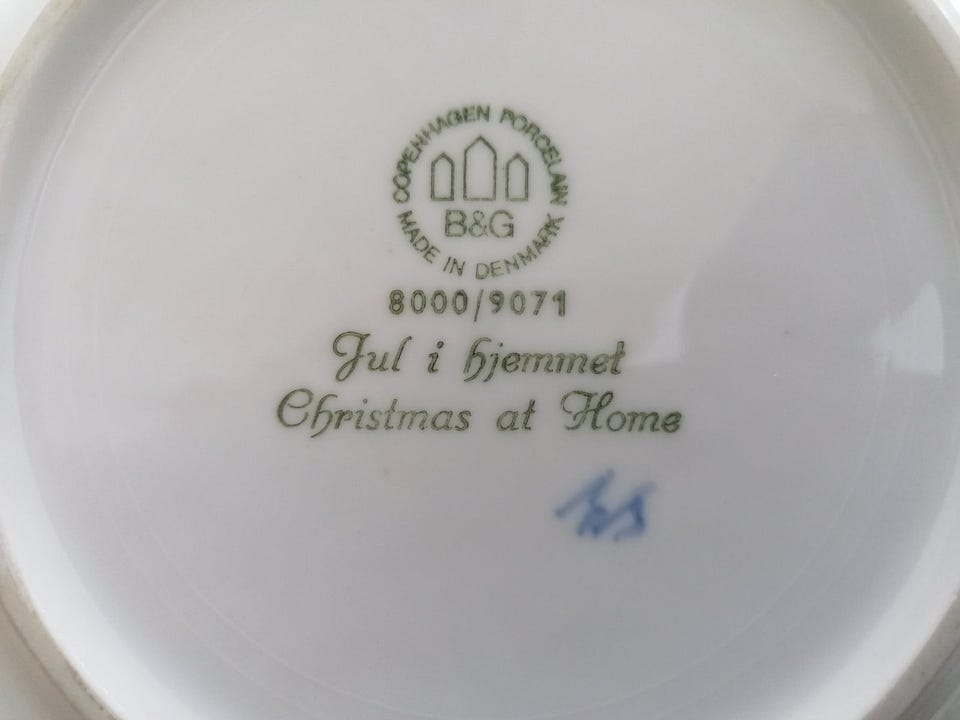 COPENHAGEN PORCELAIN
B&G
MADE IN DENMARK
8000/9071
Jul i hjemmet
Christmas at Home